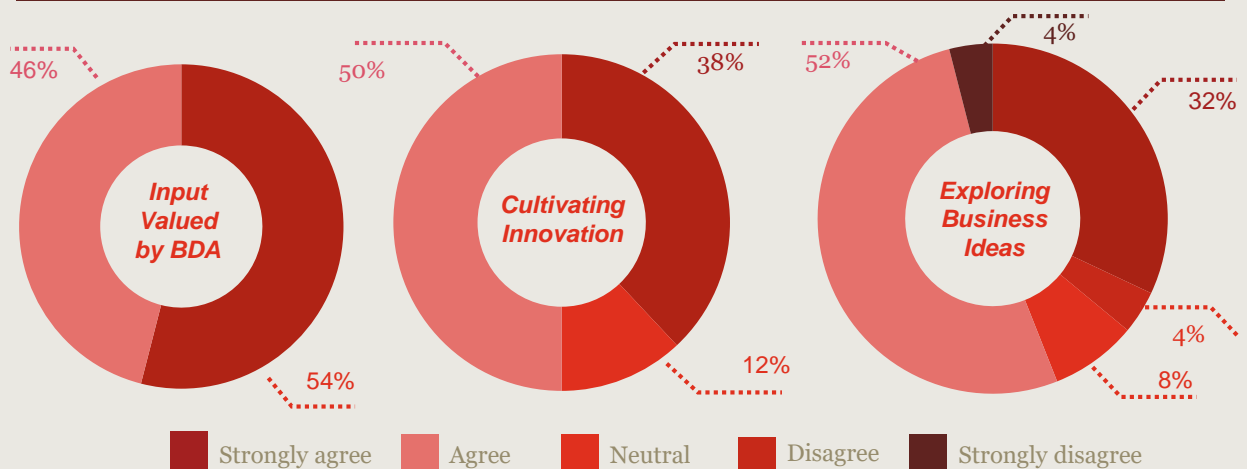 46%
Input
Valued
by BDA
54%
50%
38%
Cultivating
Innovation
12%
52%
4%
32%
Exploring
Business
Ideas
4%
8%
Strongly agree
Agree
Neutral
Disagree
Strongly disagree